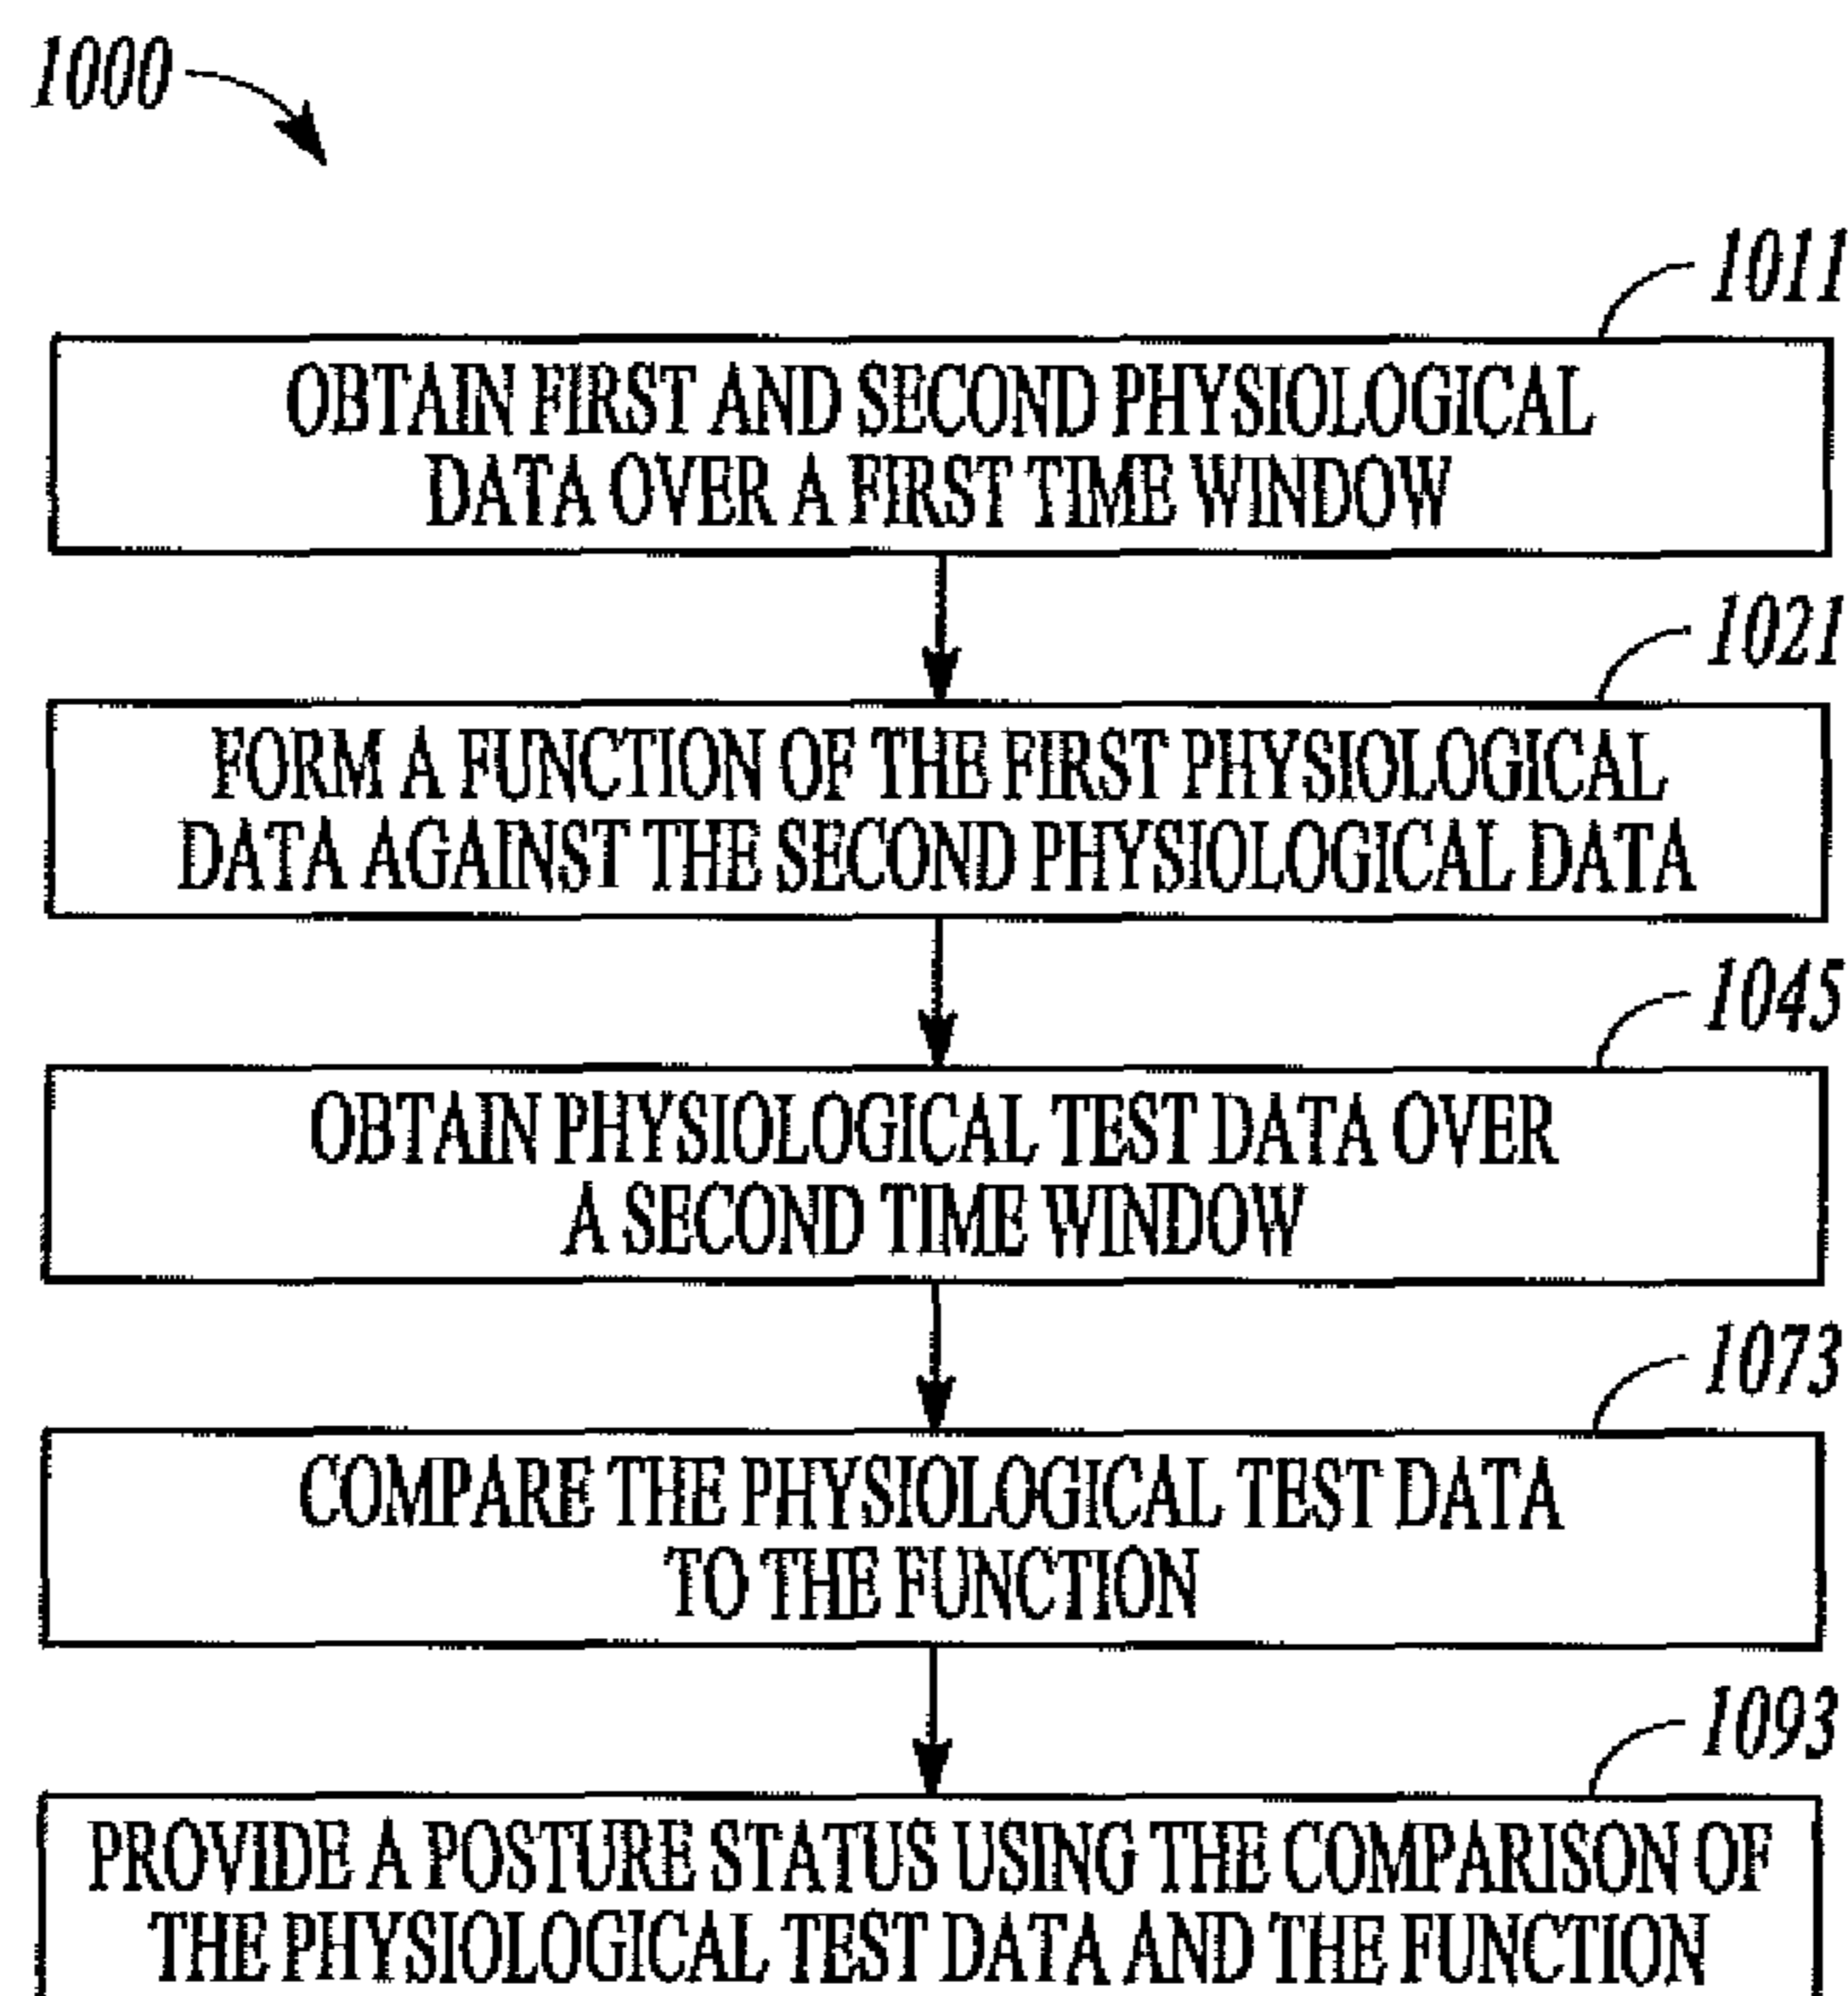 1000
1011
OBTAIN FIRST AND SECOND PHYSIOLOGICAL
DATA OVER A FIRST TIME WINDOW
1021
FORM A FUNCTION OF THE FIRST PHYSIOLOGICAL
DATA AGAINST THE SECOND PHYSIOLOGICAL DATA
1045
OBTAIN PHYSIOLOGICAL TEST DATA OVER
A SECOND TIME WINDOW
1073
COMPARE THE PHYSIOLOGICAL TEST DATA
TO THE FUNCTION
1093
PROVIDE A POSTURE STATUS USING THE COMPARISON OF
THE PHYSIOLOGICAL TEST DATA AND THE FUNCTION